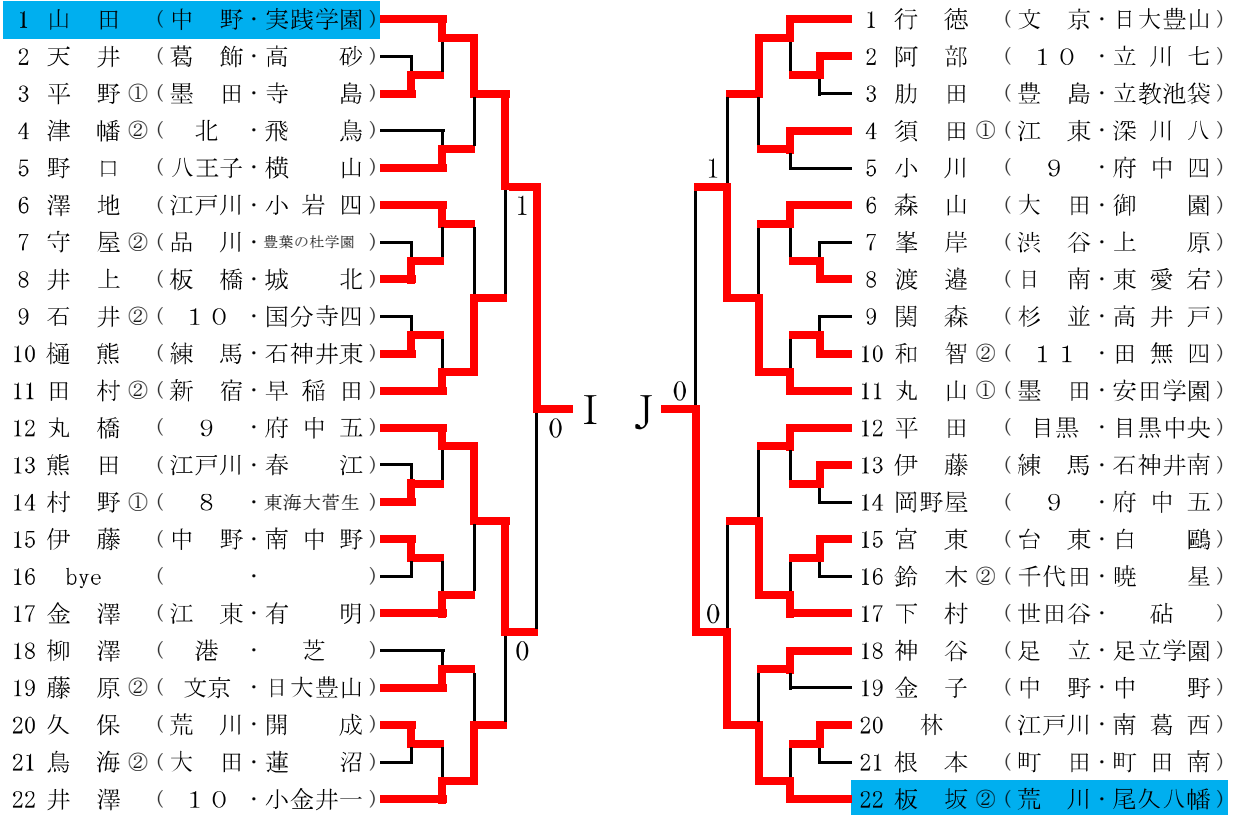 1 山　田 （中　野・実践学園）
2 天　井 （葛　飾・高　　砂）
3 平　野① （墨　田・寺　　島）
4 津　幡② （　北　・飛　　鳥）
5 野　口 （八王子・横　　山）
6 澤　地 （江戸川・小 岩 四）
7 守　屋② （品　川・豊葉の杜学園）
8 井　上 （板　橋・城　　北）
9 石　井② （１０・国分寺四）
10 樋　熊 （練　馬・石神井東）
11 田　村② （新　宿・早 稲 田）
12 丸　橋 （　９　・府 中 五）
13 熊　田 （江戸川・春　　江）
14 村　野① （　８　・東海大菅生）
15 伊　藤 （中　野・南 中 野）
16 bye （　　・　　）
17 金　澤 （江　東・有　　明）
18 柳　澤 （　港　・　芝　）
19 藤　原② （文京・日大豊山）
20 久　保 （荒　川・開　　成）
21 鳥　海② （大　田・蓮　　沼）
22 井　澤 （１０・小金井一）
1
0
0
I
J
0
1
0
1 行　徳 （文　京・日大豊山）
2 阿　部 （１０・立 川 七）
3 肋　田 （豊　島・立教池袋）
4 須　田① （江　東・深 川 八）
5 小　川 （　９　・府 中 四）
6 森　山 （大　田・御　　園）
7 峯　岸 （渋　谷・上　　原）
8 渡　邉 （日　南・東 愛 宕）
9 関　森 （杉　並・高 井 戸）
10 和　智② （１１・田 無 四）
11 丸　山① （墨　田・安田学園）
12 平　田 （目黒・目黒中央）
13 伊　藤 （練　馬・石神井南）
14 岡野屋 （　９　・府 中 五）
15 宮　東 （台　東・白　　鷗）
16 鈴　木② （千代田・暁　　星）
17 下　村 （世田谷・　砧　）
18 神　谷 （足　立・足立学園）
19 金　子 （中　野・中　　野）
20 林 （江戸川・南 葛 西）
21 根　本 （町　田・町 田 南）
22 板　坂② （荒　川・尾久八幡）